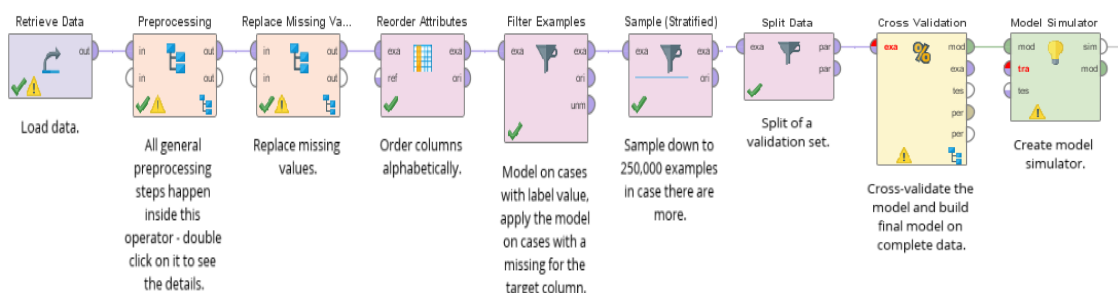 Retrieve Data
out
Load data.
Preprocessing
in out
in out
All general
preprocessing
steps happen
inside this
operator - double
click on it to see
the details.
Replace Missing Va...
in out
in out
Replace missing
values.
Reorder Attributes
exa exa
ref ori
Order columns
alphabetically.
Filter Examples
exa exa
ori
unm
Model on cases
with label value,
apply the model
on cases with a
missing for the
target column.
Sample (Stratified)
exa exa
ori
Sample down to
250,000 examples
in case there are
more.
Split Data
exa par
par
Split of a
validation set.
Cross Validation
exa % mod
exa
tes
per
per
Cross-validate the
model and build
final model on
complete data.
Model Simulator
mod sim
tra mod
tes
Create model
simulator.